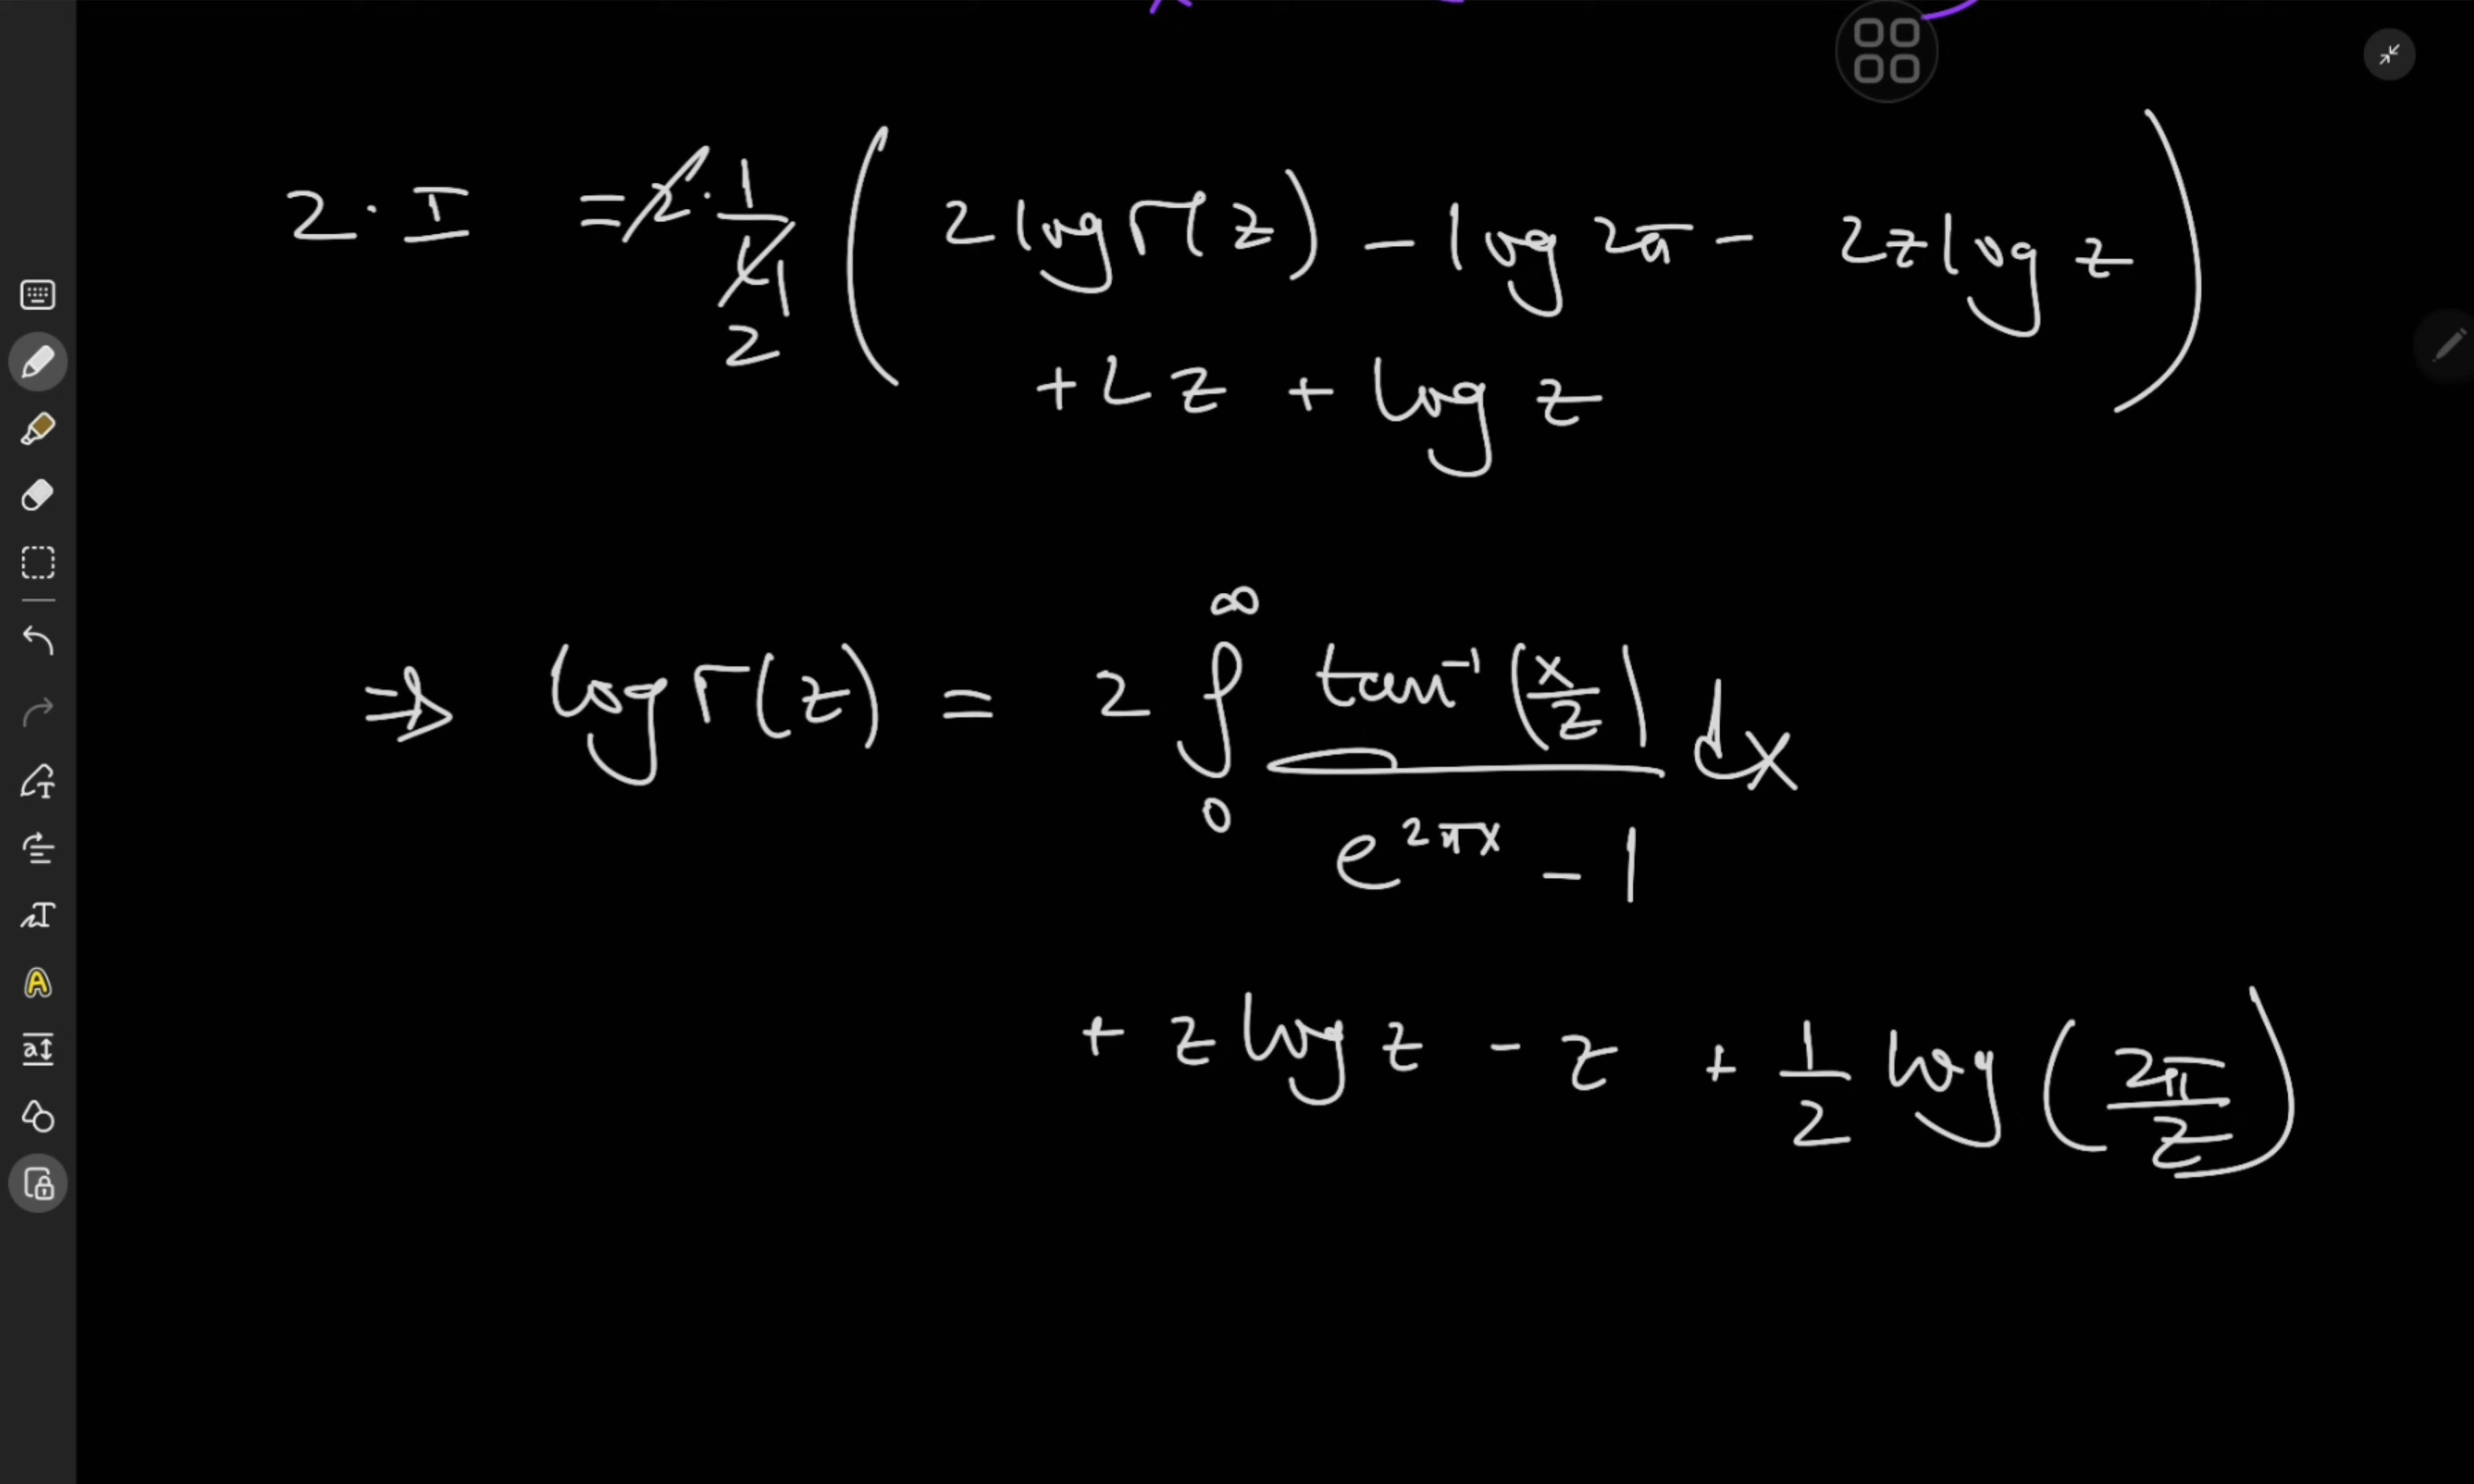 2 · I = 2 · 1/4 ( 2 log Γ(z) − log 2π − 2z log z
+ 2z + log z )
⇒ log Γ(z) = 2 ∫₀^∞ tan⁻¹(x/z) / (e^{2πx} − 1) dx
+ z log z − z + 1/2 log (2π/z)